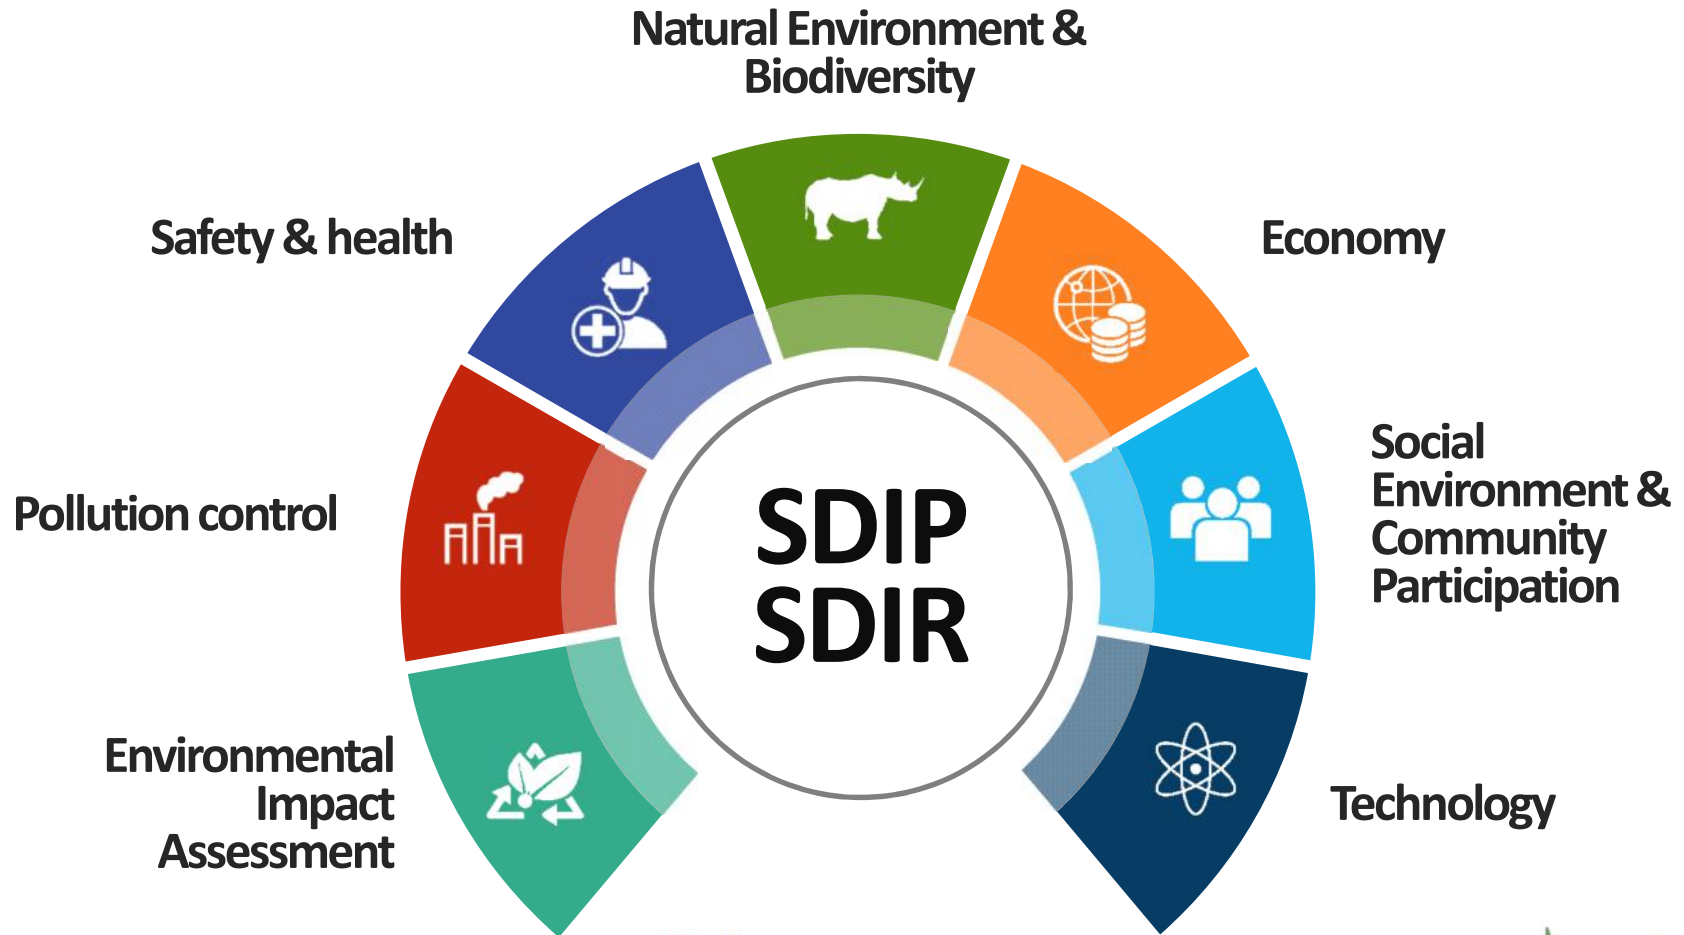 Natural Environment &
Biodiversity
Safety & health
Economy
Social
Environment &
Community
Participation
Pollution control
SDIP
SDIR
Environmental
Impact
Assessment
Technology